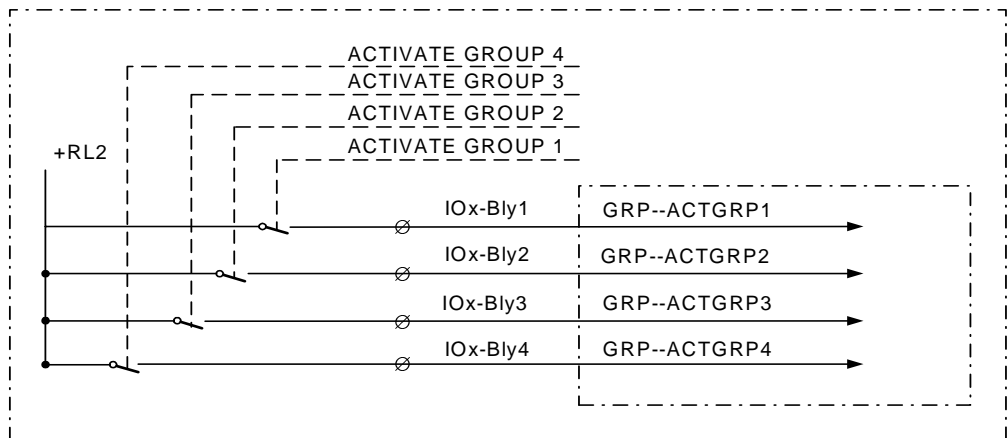 ACTIVATE GROUP 4
ACTIVATE GROUP 3
ACTIVATE GROUP 2
ACTIVATE GROUP 1
+RL2
IOx-Bly1 GRP--ACTGRP1
IOx-Bly2 GRP--ACTGRP2
IOx-Bly3 GRP--ACTGRP3
IOx-Bly4 GRP--ACTGRP4